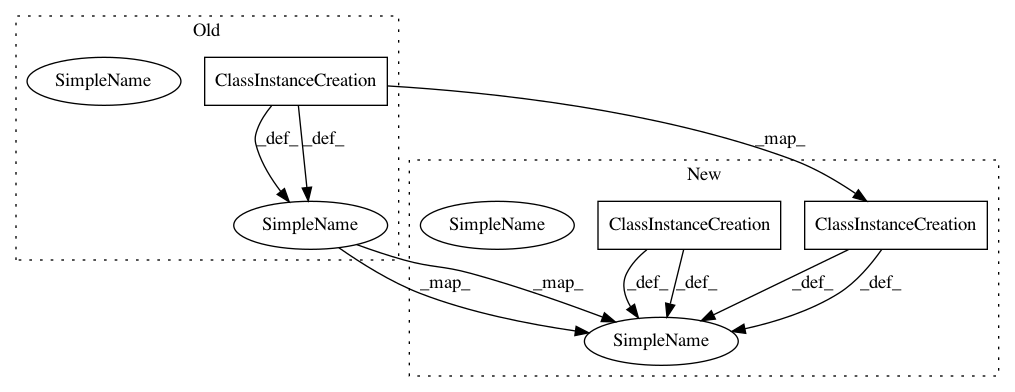 Old
SimpleName
ClassInstanceCreation
_def_
_def_
_map_
New
SimpleName
SimpleName
ClassInstanceCreation
ClassInstanceCreation
_map_
_map_
_def_
_def_
_def_
_def_
SimpleName